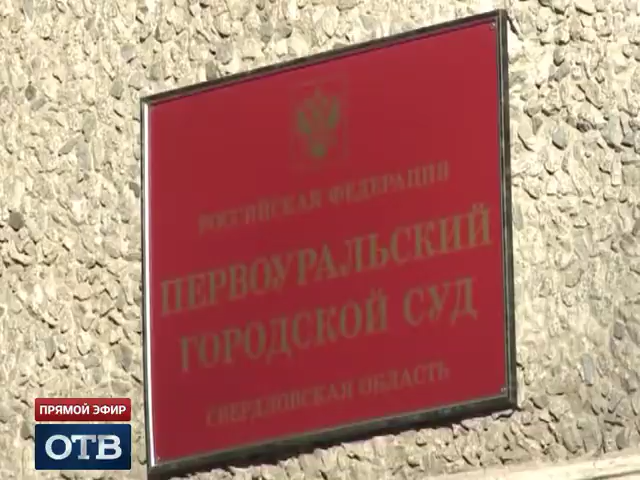 РОССИЙСКАЯ ФЕДЕРАЦИЯ
ПЕРВОУРАЛЬСКИЙ
ГОРОДСКОЙ СУД
СВЕРДЛОВСКАЯ ОБЛАСТЬ
ПРЯМОЙ ЭФИР
ОТВ